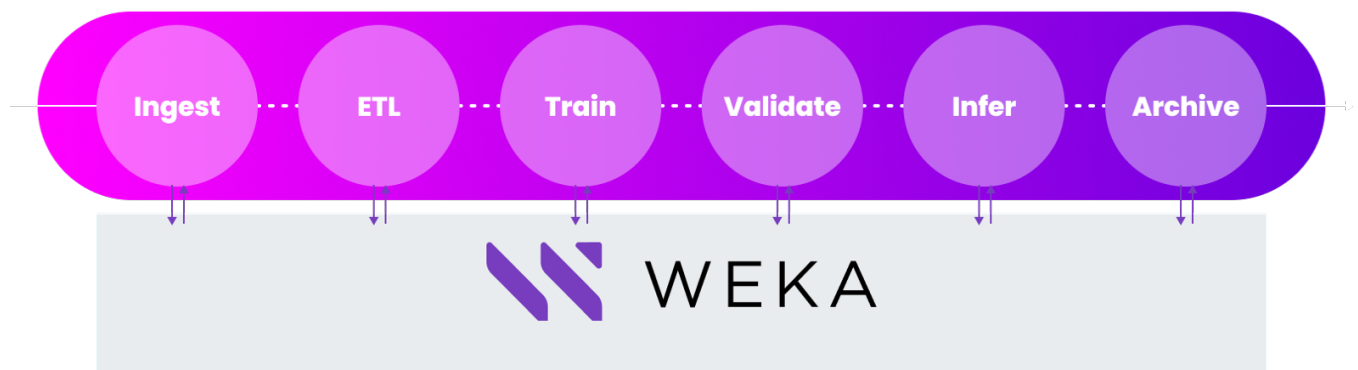 Ingest
ETL
Train
Validate
Infer
Archive
WEKA